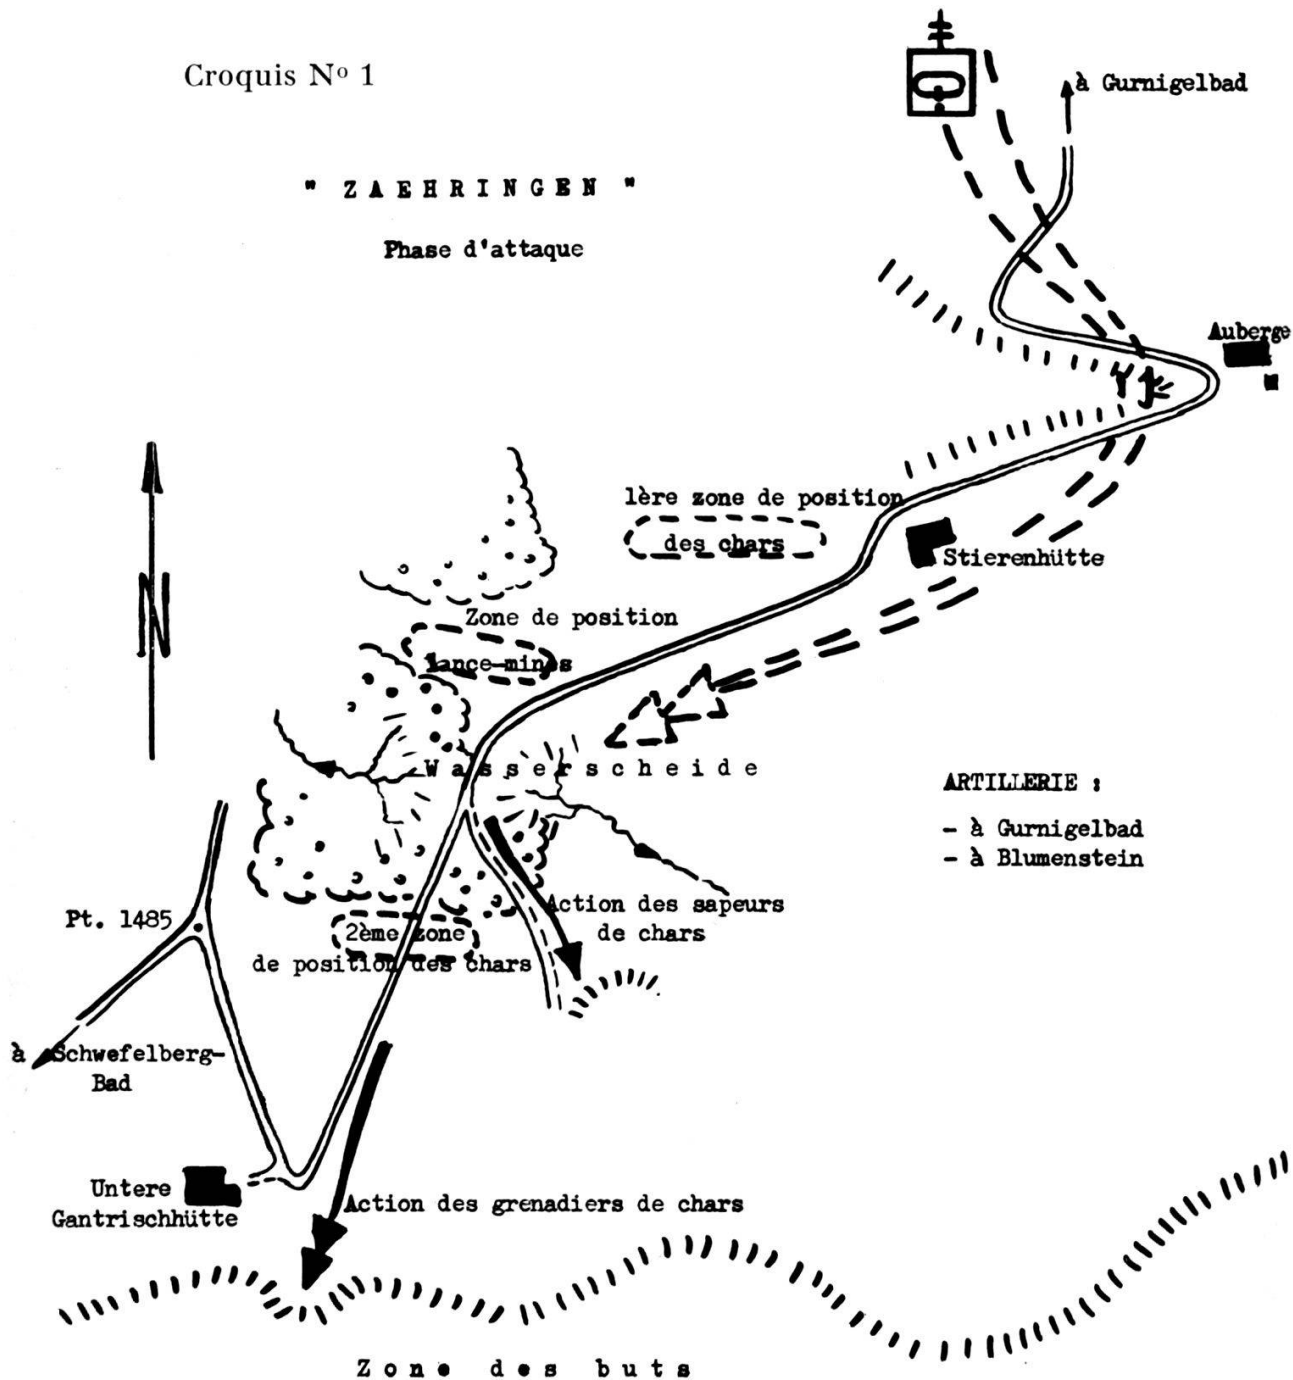 Croquis Nº 1
à Gurnigelbad
" ZAEHRINGEN "
Phase d'attaque
Auberge
1ère zone de position
des chars
Stierenhütte
Zone de position
lance-mines
N
Wasserscheide
ARTILLERIE :
- à Gurnigelbad
- à Blumenstein
Action des sapeurs
de chars
Pt. 1485
2ème zone
de position des chars
à Schwefelberg-
Bad
Untere
Gantrischhütte
Action des grenadiers de chars
Zone des buts